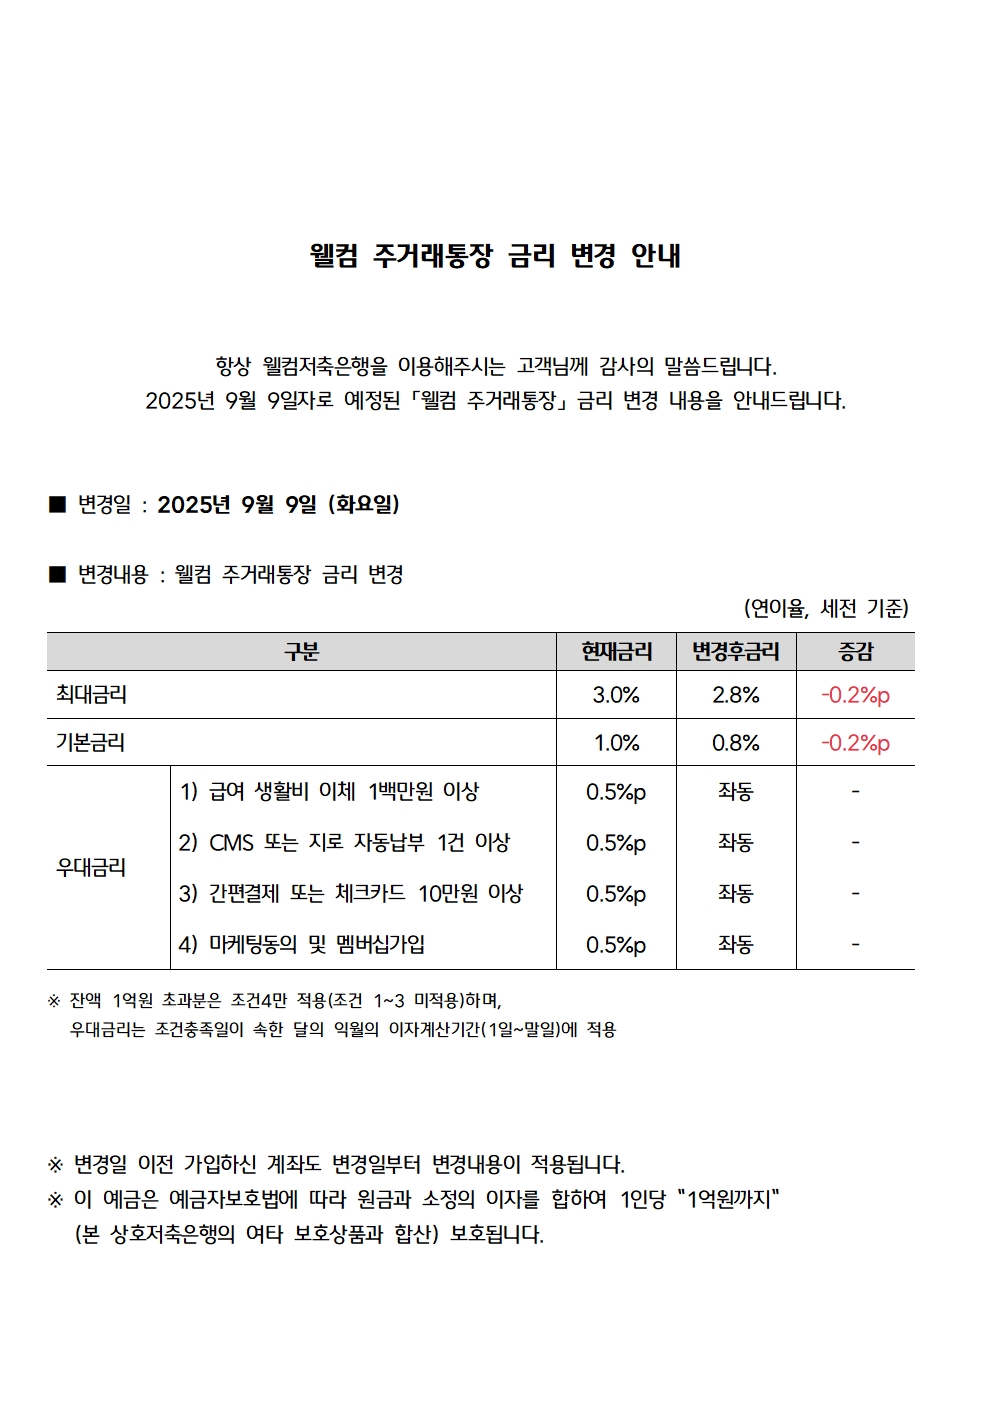 웰컴 주거래통장 금리 변경 안내
항상 웰컴저축은행을 이용해주시는 고객님께 감사의 말씀드립니다.
2025년 9월 9일자로 예정된 「웰컴 주거래통장」 금리 변경 내용을 안내드립니다.
■ 변경일 : 2025년 9월 9일 (화요일)
■ 변경내용 : 웰컴 주거래통장 금리 변경
(연이율, 세전 기준)
구분 현재금리 변경후금리 증감
최대금리 3.0% 2.8% -0.2%p
기본금리 1.0% 0.8% -0.2%p
우대금리
1) 급여 생활비 이체 1백만원 이상 0.5%p 좌동 -
2) CMS 또는 지로 자동납부 1건 이상 0.5%p 좌동 -
3) 간편결제 또는 체크카드 10만원 이상 0.5%p 좌동 -
4) 마케팅동의 및 멤버십가입 0.5%p 좌동 -
※ 잔액 1억원 초과분은 조건4만 적용(조건 1~3 미적용)하며,
우대금리는 조건충족일이 속한 달의 익월의 이자계산기간(1일~말일)에 적용
※ 변경일 이전 가입하신 계좌도 변경일부터 변경내용이 적용됩니다.
※ 이 예금은 예금자보호법에 따라 원금과 소정의 이자를 합하여 1인당 "1억원까지"
(본 상호저축은행의 여타 보호상품과 합산) 보호됩니다.